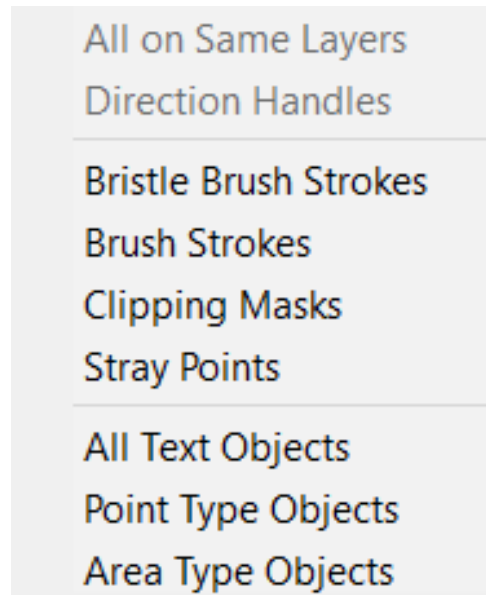 All on Same Layers
Direction Handles
Bristle Brush Strokes
Brush Strokes
Clipping Masks
Stray Points
All Text Objects
Point Type Objects
Area Type Objects